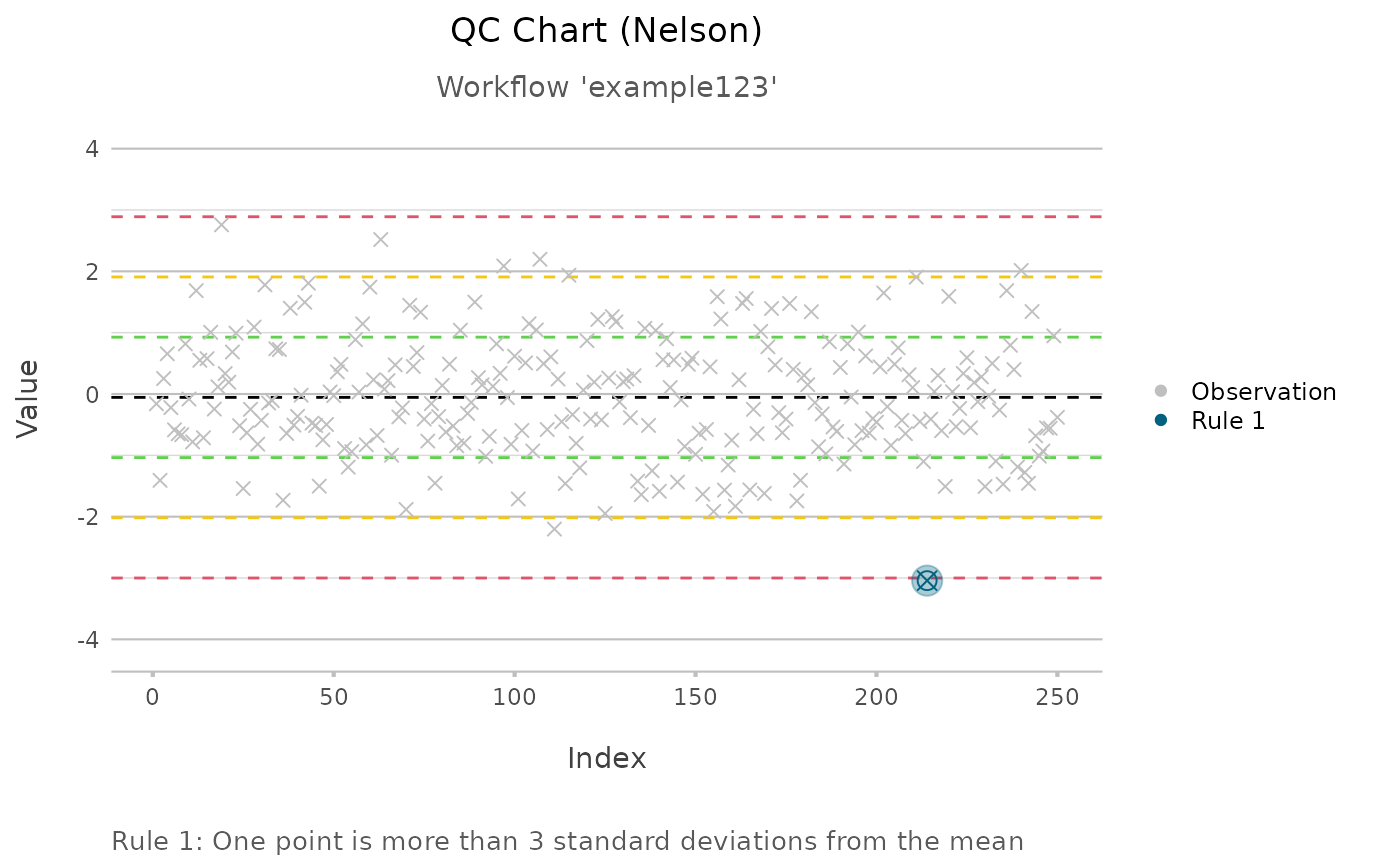 QC Chart (Nelson)
Workflow 'example123'
Value
4
2
0
-2
-4
0 50 100 150 200 250
Index
Observation
Rule 1
Rule 1: One point is more than 3 standard deviations from the mean